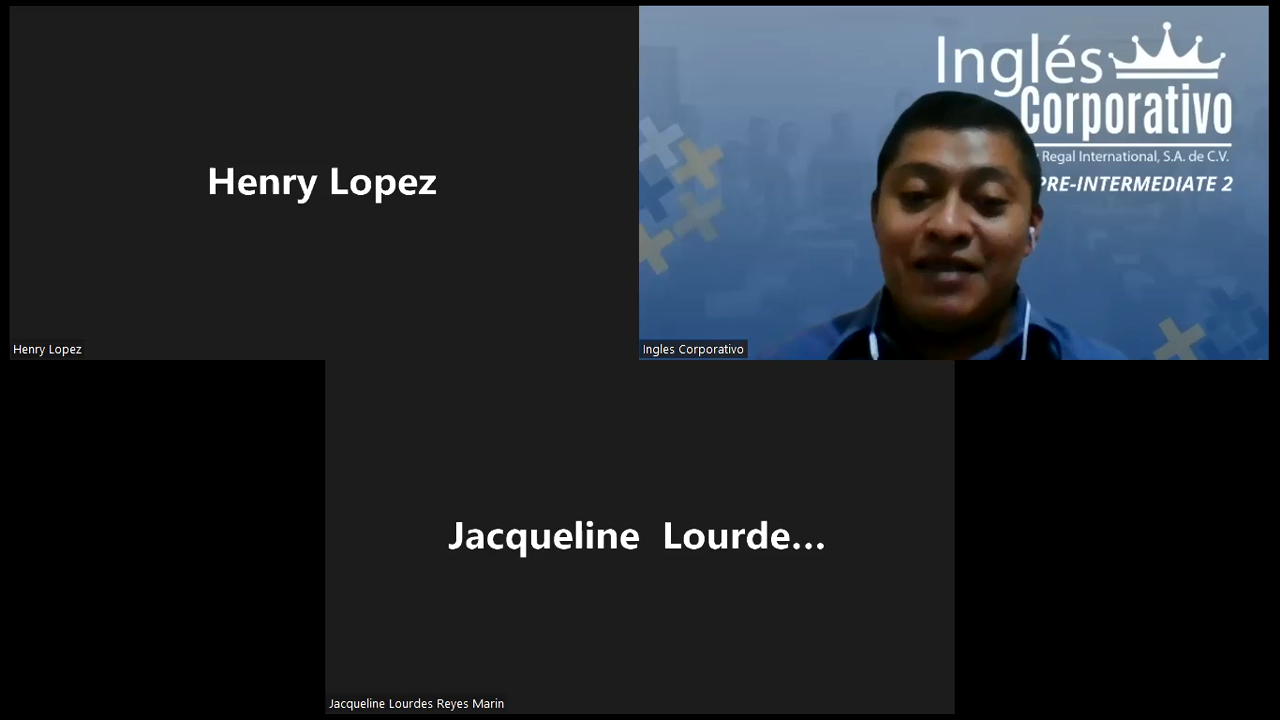 Henry Lopez
Henry Lopez
Inglés
Corporativo
Regal International, S.A. de C.V.
PRE-INTERMEDIATE 2
Ingles Corporativo
Jacqueline Lourde...
Jacqueline Lourdes Reyes Marin